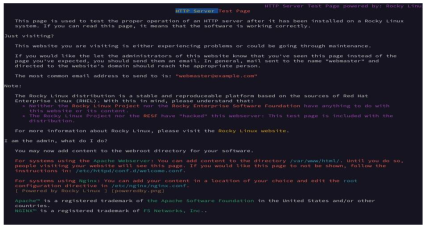 HTTP Server Test Page powered by: Rocky Linu
HTTP Server Test Page
This page is used to test the proper operation of an HTTP server after it has been installed on a Rocky Linux
system. If you can read this page, it means that the software is working correctly.
Just visiting?
This website you are visiting is either experiencing problems or could be going through maintenance.
If you would like the let the administrators of this website know that you've seen this page instead of the
page you've expected, you should send them an email. In general, mail sent to the name "webmaster" and
directed to the website's domain should reach the appropriate person.
The most common email address to send to is: "webmaster@example.com"
Note:
The Rocky Linux distribution is a stable and reproduceable platform based on the sources of Red Hat
Enterprise Linux (RHEL). With this in mind, please understand that:
• Neither the Rocky Linux Project nor the Rocky Enterprise Software Foundation have anything to do with
this website or its content.
• The Rocky Linux Project nor the RESF have "hacked" this webserver: This test page is included with the
distribution.
For more information about Rocky Linux, please visit the Rocky Linux website.
I am the admin, what do I do?
You may now add content to the webroot directory for your software.
For systems using the Apache Webserver: You can add content to the directory /var/www/html/. Until you do so,
people visiting your website will see this page. If you would like this page to not be shown, follow the
instructions in: /etc/httpd/conf.d/welcome.conf.
For systems using Nginx: You can add your content in a location of your choice and edit the root
configuration directive in /etc/nginx/nginx.conf.
[ Powered by Rocky Linux ] [poweredby.png]
Apache™ is a registered trademark of the Apache Software Foundation in the United States and/or other
countries.
NGINX™ is a registered trademark of F5 Networks, Inc..